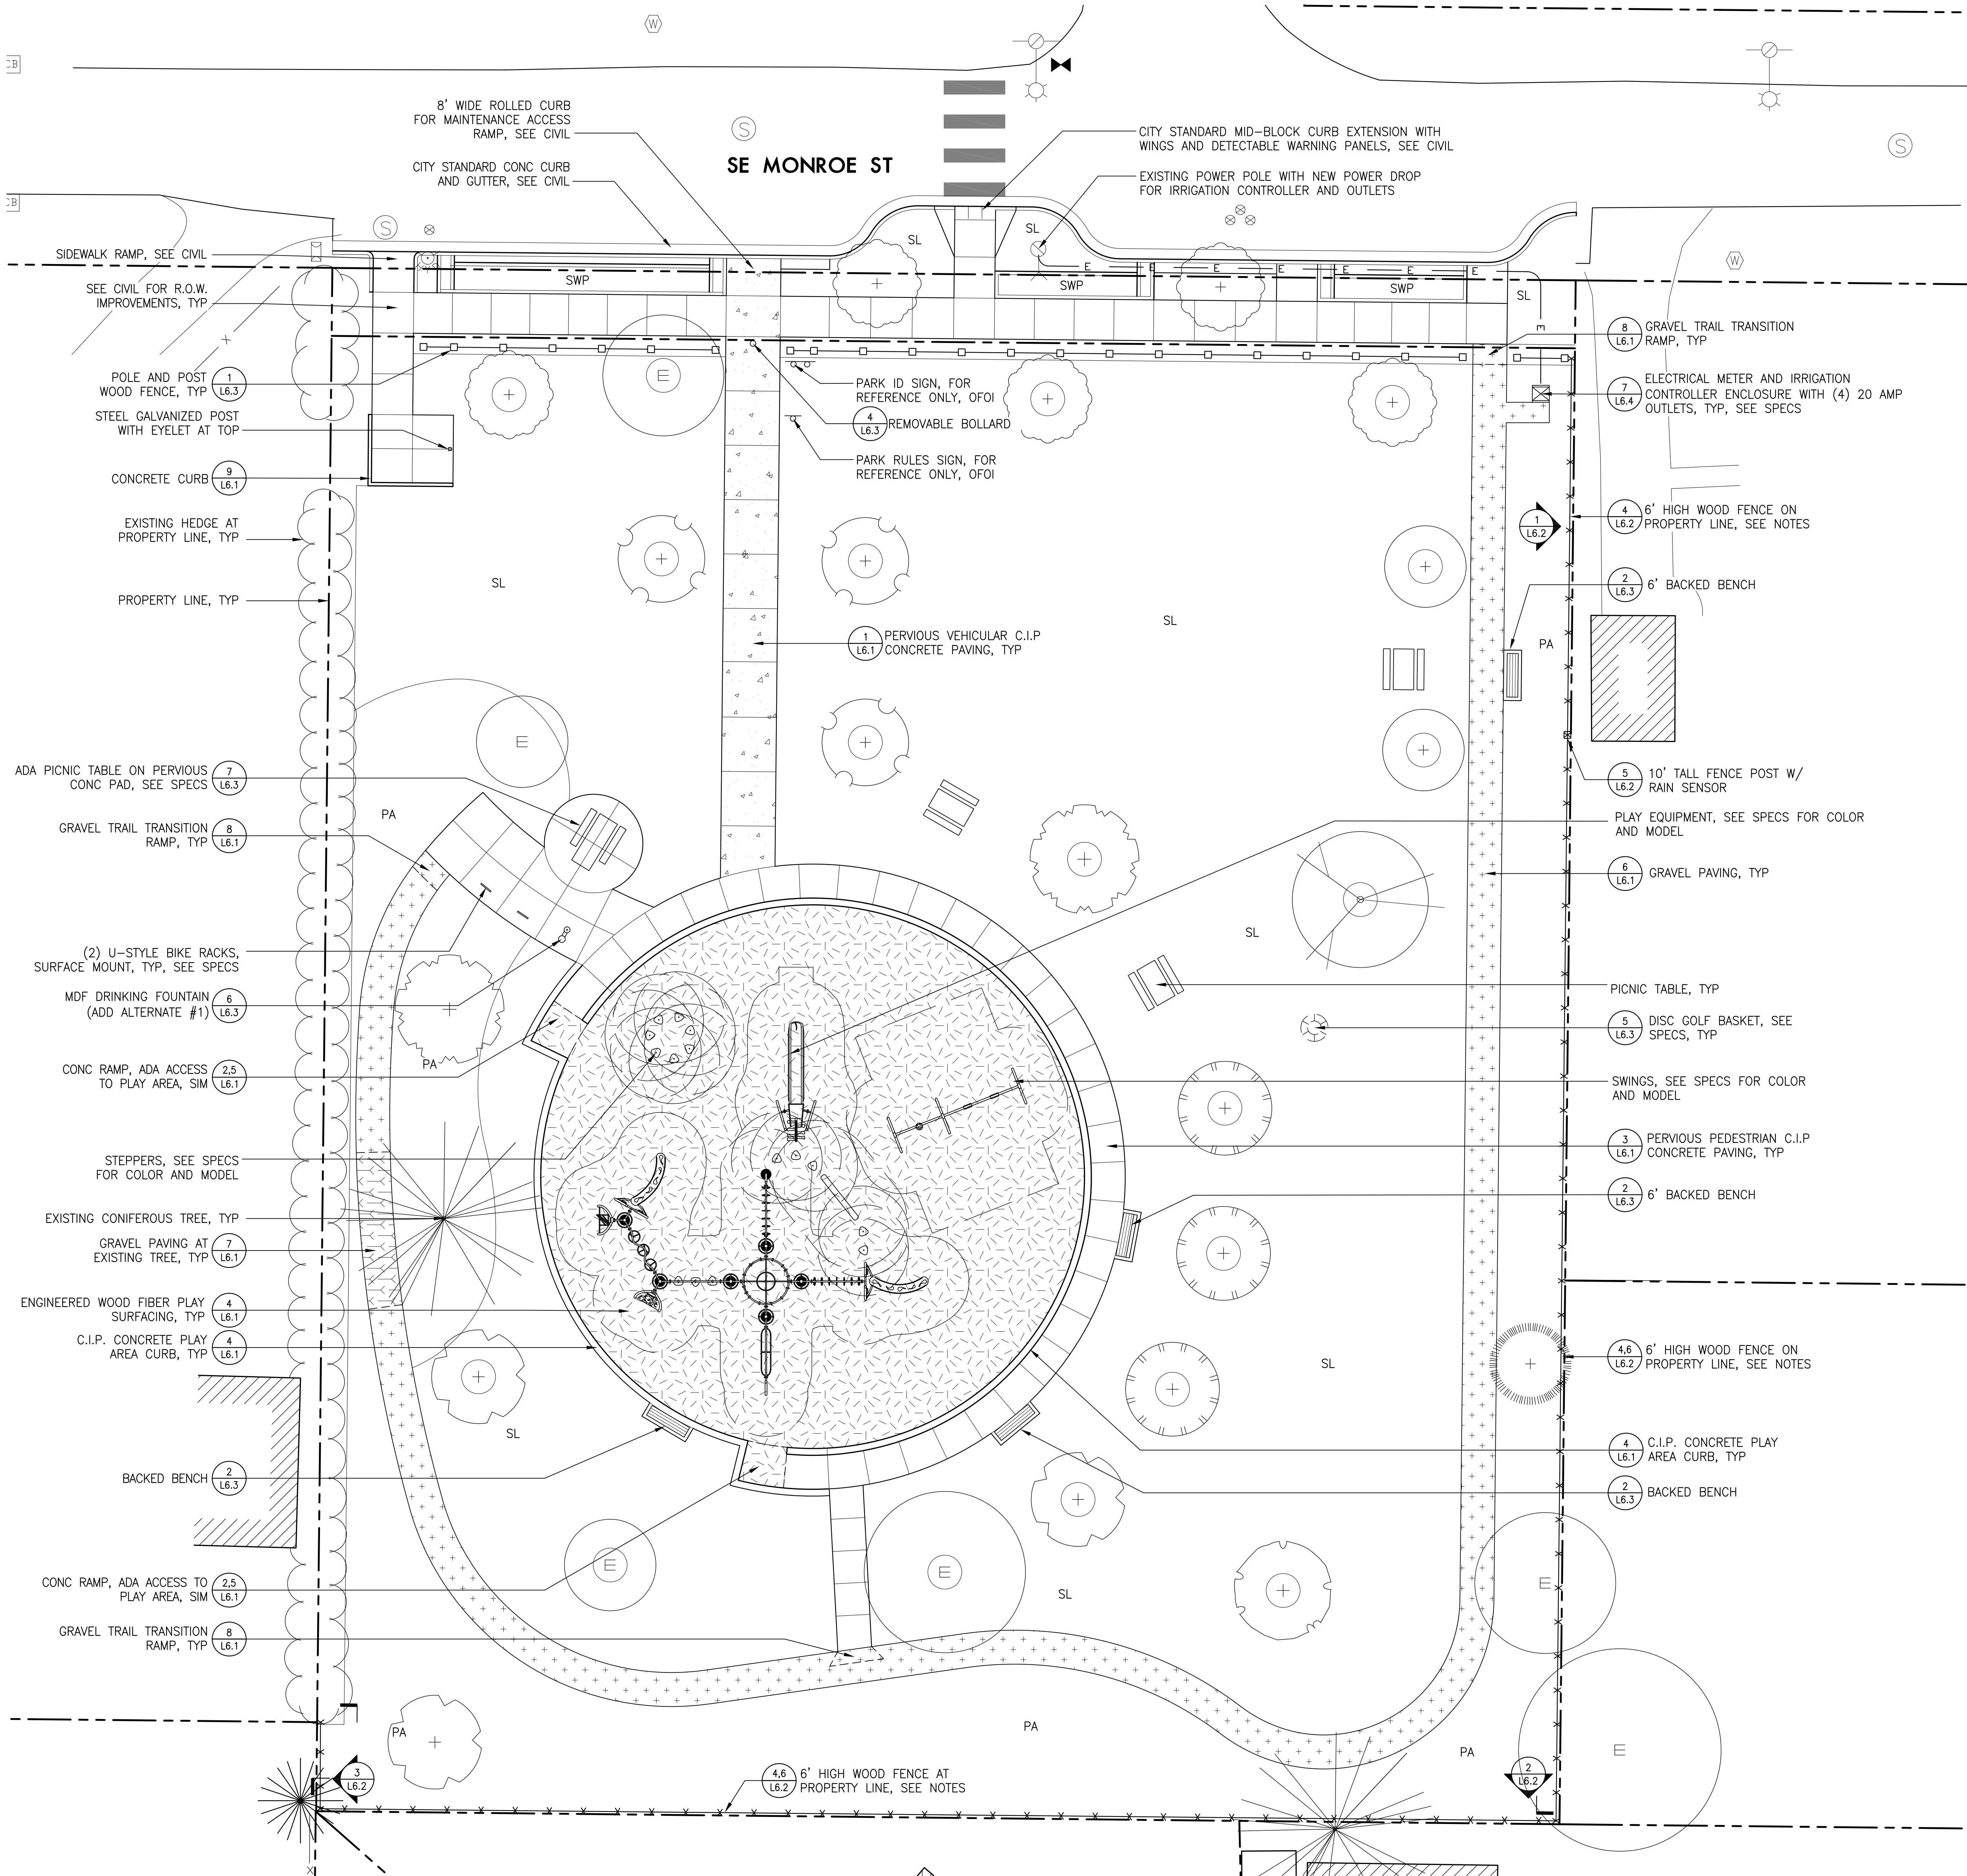 W
CB
8' WIDE ROLLED CURB
FOR MAINTENANCE ACCESS
RAMP, SEE CIVIL
S
SE MONROE ST
CITY STANDARD MID-BLOCK CURB EXTENSION WITH
WINGS AND DETECTABLE WARNING PANELS, SEE CIVIL
S
CITY STANDARD CONC CURB
AND GUTTER, SEE CIVIL
EXISTING POWER POLE WITH NEW POWER DROP
FOR IRRIGATION CONTROLLER AND OUTLETS
CB
S
SL
SL
W
SIDEWALK RAMP, SEE CIVIL
E E E E E E E
SWP
SWP
SWP
SL
SEE CIVIL FOR R.O.W.
IMPROVEMENTS, TYP
E
X
8
L6.1
GRAVEL TRAIL TRANSITION
RAMP, TYP
POLE AND POST
WOOD FENCE, TYP
1
L6.3
E
PARK ID SIGN, FOR
REFERENCE ONLY, OFOI
7
L6.4
ELECTRICAL METER AND IRRIGATION
CONTROLLER ENCLOSURE WITH (4) 20 AMP
OUTLETS, TYP, SEE SPECS
STEEL GALVANIZED POST
WITH EYELET AT TOP
4
L6.3
REMOVABLE BOLLARD
PARK RULES SIGN, FOR
REFERENCE ONLY, OFOI
CONCRETE CURB
9
L6.1
EXISTING HEDGE AT
PROPERTY LINE, TYP
1
L6.2
4
L6.2
6' HIGH WOOD FENCE ON
PROPERTY LINE, SEE NOTES
SL
2
L6.3
6' BACKED BENCH
PROPERTY LINE, TYP
SL
1
L6.1
PERVIOUS VEHICULAR C.I.P
CONCRETE PAVING, TYP
PA
E
ADA PICNIC TABLE ON PERVIOUS
CONC PAD, SEE SPECS
7
L6.3
5
L6.2
10' TALL FENCE POST W/
RAIN SENSOR
PA
PLAY EQUIPMENT, SEE SPECS FOR COLOR
AND MODEL
GRAVEL TRAIL TRANSITION
RAMP, TYP
8
L6.1
6
L6.1
GRAVEL PAVING, TYP
SL
(2) U-STYLE BIKE RACKS,
SURFACE MOUNT, TYP, SEE SPECS
PICNIC TABLE, TYP
MDF DRINKING FOUNTAIN
(ADD ALTERNATE #1)
6
L6.3
5
L6.3
DISC GOLF BASKET, SEE
SPECS, TYP
PA
CONC RAMP, ADA ACCESS
TO PLAY AREA, SIM
2,5
L6.1
SWINGS, SEE SPECS FOR COLOR
AND MODEL
3
L6.1
PERVIOUS PEDESTRIAN C.I.P
CONCRETE PAVING, TYP
STEPPERS, SEE SPECS
FOR COLOR AND MODEL
2
L6.3
6' BACKED BENCH
EXISTING CONIFEROUS TREE, TYP
GRAVEL PAVING AT
EXISTING TREE, TYP
7
L6.1
ENGINEERED WOOD FIBER PLAY
SURFACING, TYP
4
L6.1
C.I.P. CONCRETE PLAY
AREA CURB, TYP
4
L6.1
SL
4,6
L6.2
6' HIGH WOOD FENCE ON
PROPERTY LINE, SEE NOTES
SL
4
L6.1
C.I.P. CONCRETE PLAY
AREA CURB, TYP
BACKED BENCH
2
L6.3
2
L6.3
BACKED BENCH
E
E
E
CONC RAMP, ADA ACCESS TO
PLAY AREA, SIM
2,5
L6.1
SL
GRAVEL TRAIL TRANSITION
RAMP, TYP
8
L6.1
PA
PA
PA
E
3
L6.2
4,6
L6.2
6' HIGH WOOD FENCE AT
PROPERTY LINE, SEE NOTES
2
L6.2
X